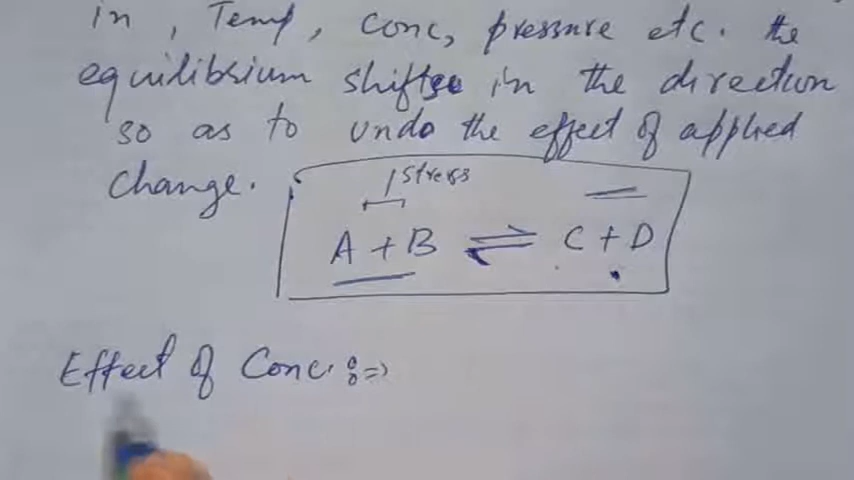 in, Temp, Conc, pressure etc. the
equilibrium shifts in the direction
so as to undo the effect of applied
Change.
stress
A + B ⇌ C + D
Effect of Conc. :=>